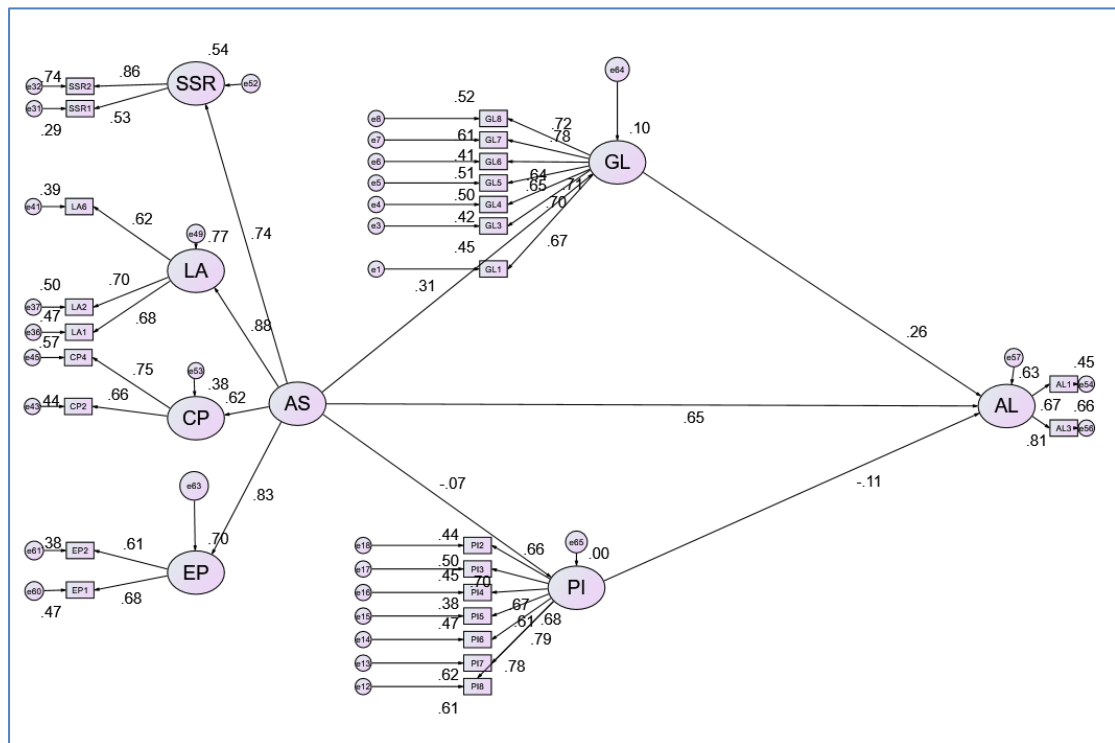 .54
.74
.86
SSR
e32
SSR2
e52
e31
SSR1
.53
.29
.39
e41
LA6
.62
e49
.77
.74
LA
.50
.70
e37
LA2
.47
.68
e36
LA1
.88
.57
e45
CP4
.75
e53
.38
.62
.44
.66
e43
CP2
CP
AS
e63
.83
.38
.70
e61
EP2
.61
EP
e60
EP1
.68
.47
e64
.52
.10
e8
GL8
.72
.61
.78
e7
GL7
GL
.41
e6
GL6
.51
.64
.71
e5
GL5
.65
.50
.70
e4
GL4
.42
e3
GL3
.45
.67
e1
GL1
.31
.26
e57
.63
.45
AL1
e54
AL
.67
.66
.65
AL3
e56
.81
-.07
-.11
.44
e65
e18
PI2
.66
.00
.50
e17
PI3
.45
.70
PI
e16
PI4
.38
.67
e15
PI5
.61
.68
.47
e14
PI6
.79
e13
PI7
.62
.78
e12
PI8
.61